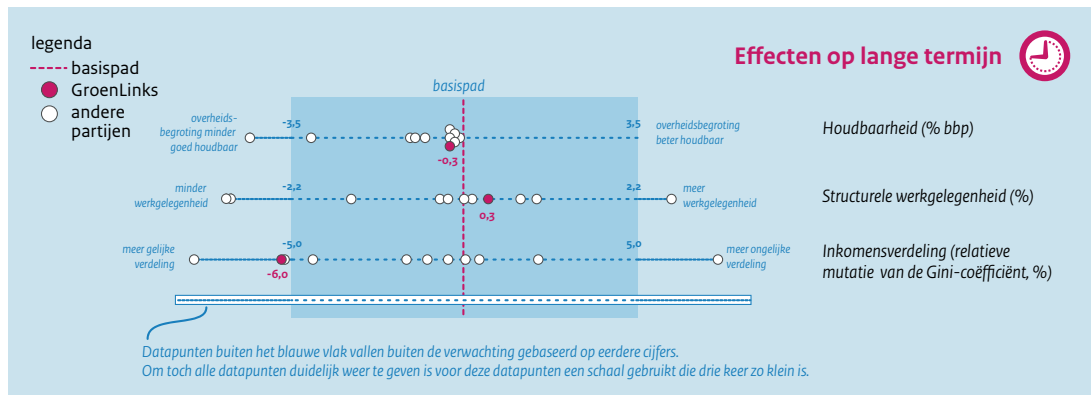 legenda
basispad
GroenLinks
andere
partijen
Effecten op lange termijn
basispad
overheids-
begroting minder
goed houdbaar
-3,5
3,5
overheidsbegroting
beter houdbaar
Houdbaarheid (% bbp)
-0,3
minder
werkgelegenheid
-2,2
2,2
meer
werkgelegenheid
Structurele werkgelegenheid (%)
0,3
meer gelijke
verdeling
-5,0
5,0
meer ongelijke
verdeling
Inkomensverdeling (relatieve
mutatie van de Gini-coëfficiënt, %)
-6,0
Datapunten buiten het blauwe vlak vallen buiten de verwachting gebaseerd op eerdere cijfers.
Om toch alle datapunten duidelijk weer te geven is voor deze datapunten een schaal gebruikt die drie keer zo klein is.